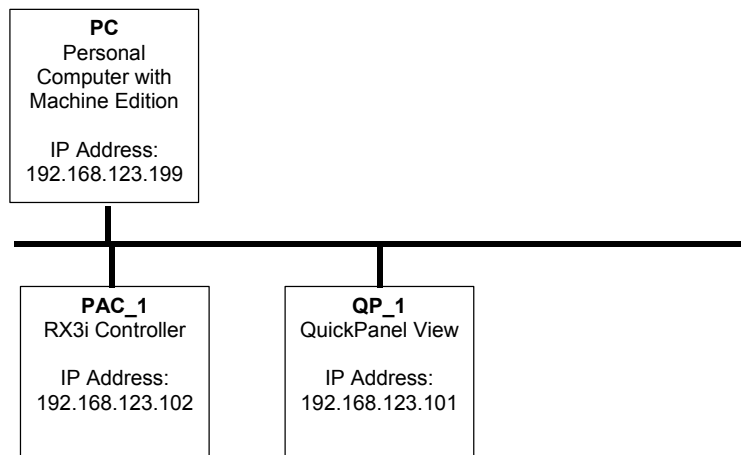 PC
Personal
Computer with
Machine Edition
IP Address:
192.168.123.199
PAC_1
RX3i Controller
IP Address:
192.168.123.102
QP_1
QuickPanel View
IP Address:
192.168.123.101